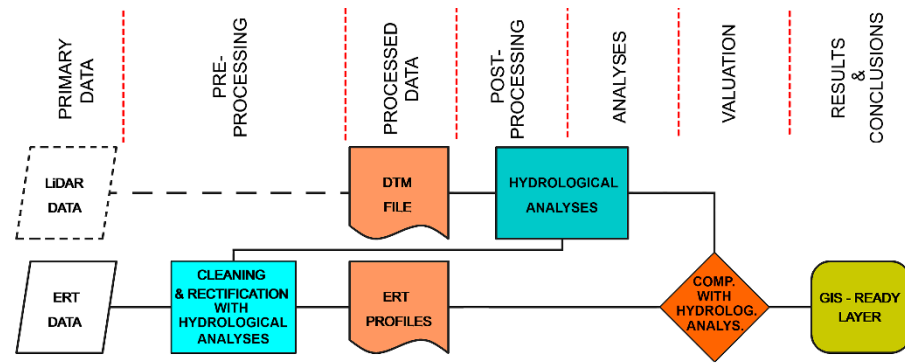 PRIMARY
DATA
PRE-
PROCESSING
PROCESSED
DATA
POST-
PROCESSING
ANALYSES
VALUATION
RESULTS
&
CONCLUSIONS
LiDAR
DATA
DTM
FILE
HYDROLOGICAL
ANALYSES
ERT
DATA
CLEANING
& RECTIFICATION
WITH
HYDROLOGICAL
ANALYSES
ERT
PROFILES
COMP.
WITH
HYDROLOG.
ANALYS.
GIS - READY
LAYER